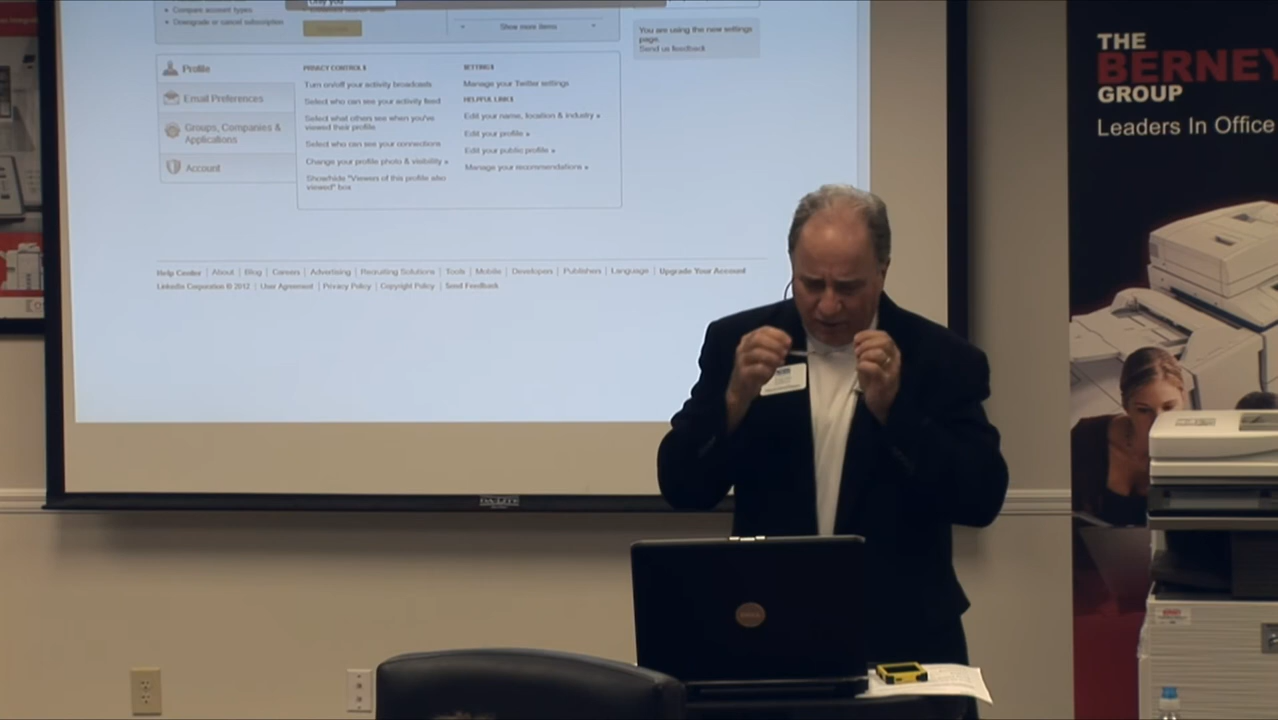 Only you
Compare account types
Downgrade or cancel subscription
Show more items
You are using the new settings
page.
Send us feedback
Profile
Email Preferences
Groups, Companies &
Applications
Account
PRIVACY CONTROLS
Turn on/off your activity broadcasts
Select who can see your activity feed
Select what others see when you've
viewed their profile
Select who can see your connections
Change your profile photo & visibility »
Show/hide "Viewers of this profile also
viewed" box
SETTINGS
Manage your Twitter settings
HELPFUL LINKS
Edit your name, location & industry »
Edit your profile »
Edit your public profile »
Manage your recommendations »
Help Center | About | Blog | Careers | Advertising | Recruiting Solutions | Tools | Mobile | Developers | Publishers | Language | Upgrade Your Account
LinkedIn Corporation © 2012 | User Agreement | Privacy Policy | Copyright Policy | Send Feedback
DA-LITE
THE
BERNEY
GROUP
Leaders In Office
DELL